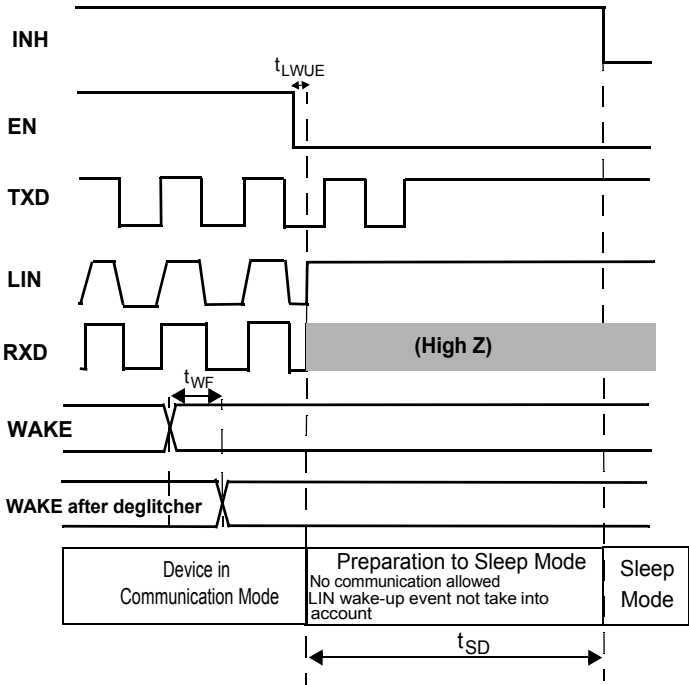 INH
tLWUE
EN
TXD
LIN
RXD
(High Z)
tWF
WAKE
WAKE after deglitcher
Device in
Communication Mode
Preparation to Sleep Mode
No communication allowed
LIN wake-up event not take into
account
Sleep
Mode
tSD